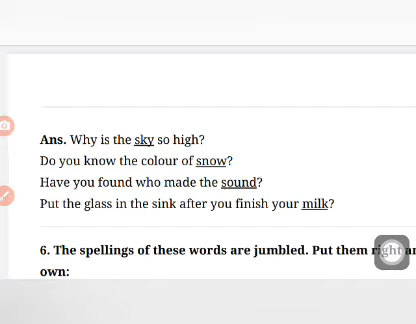 Ans. Why is the sky so high?
Do you know the colour of snow?
Have you found who made the sound?
Put the glass in the sink after you finish your milk?
6. The spellings of these words are jumbled. Put them right
own: